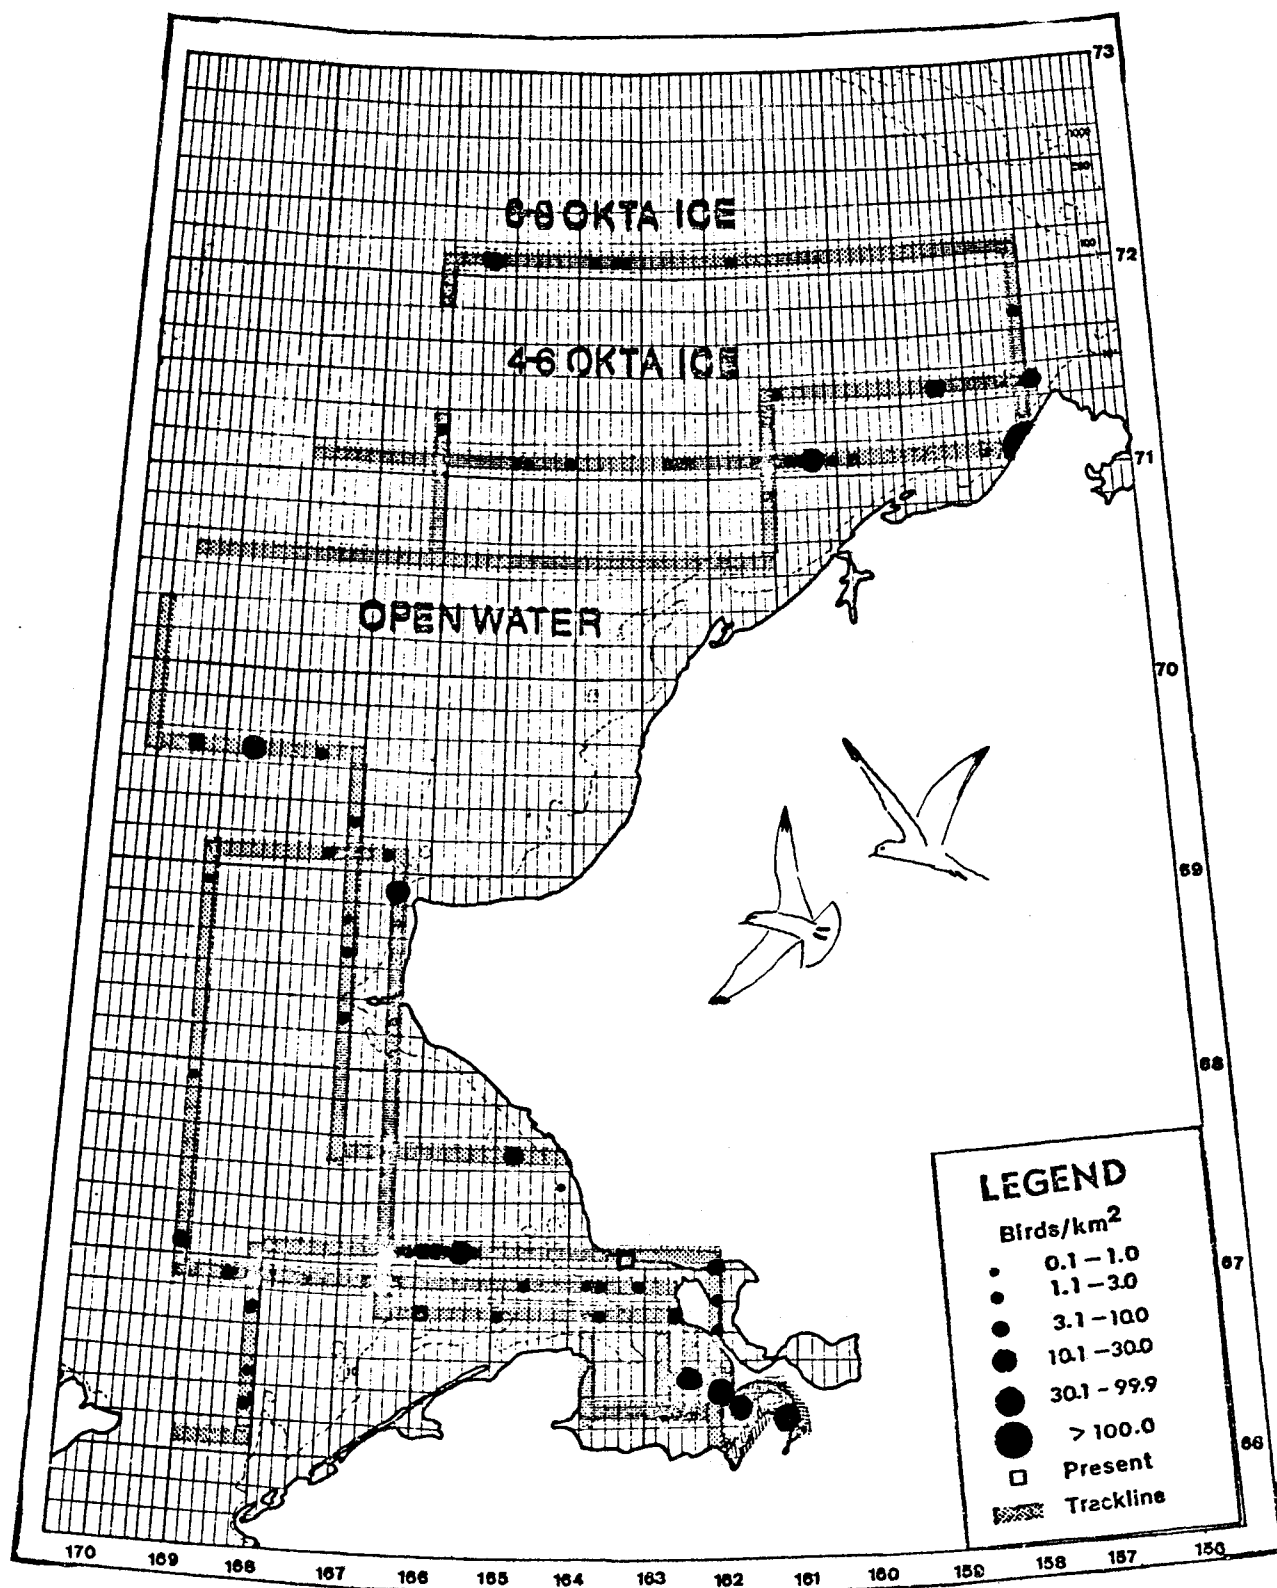 73
6-8 OKTA ICE
72
4-6 OKTA ICE
71
OPEN WATER
70
69
68
LEGEND
Birds/km²
0.1 – 1.0
1.1 – 3.0
3.1 – 10.0
10.1 – 30.0
30.1 – 99.9
> 100.0
Present
Trackline
67
66
170 169 168 167 166 165 164 163 162 161 160 159 158 157 150